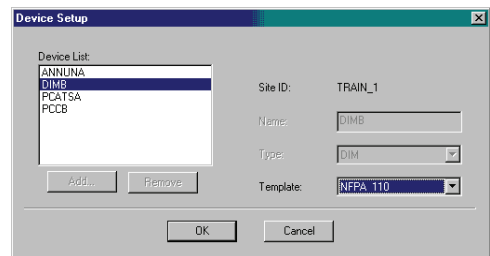 Device Setup
Device List:
ANNUNA
DIMB
PCATSA
PCCB
Add...
Remove
Site ID: TRAIN_1
Name: DIMB
Type: DIM
Template: NFPA 110
OK
Cancel